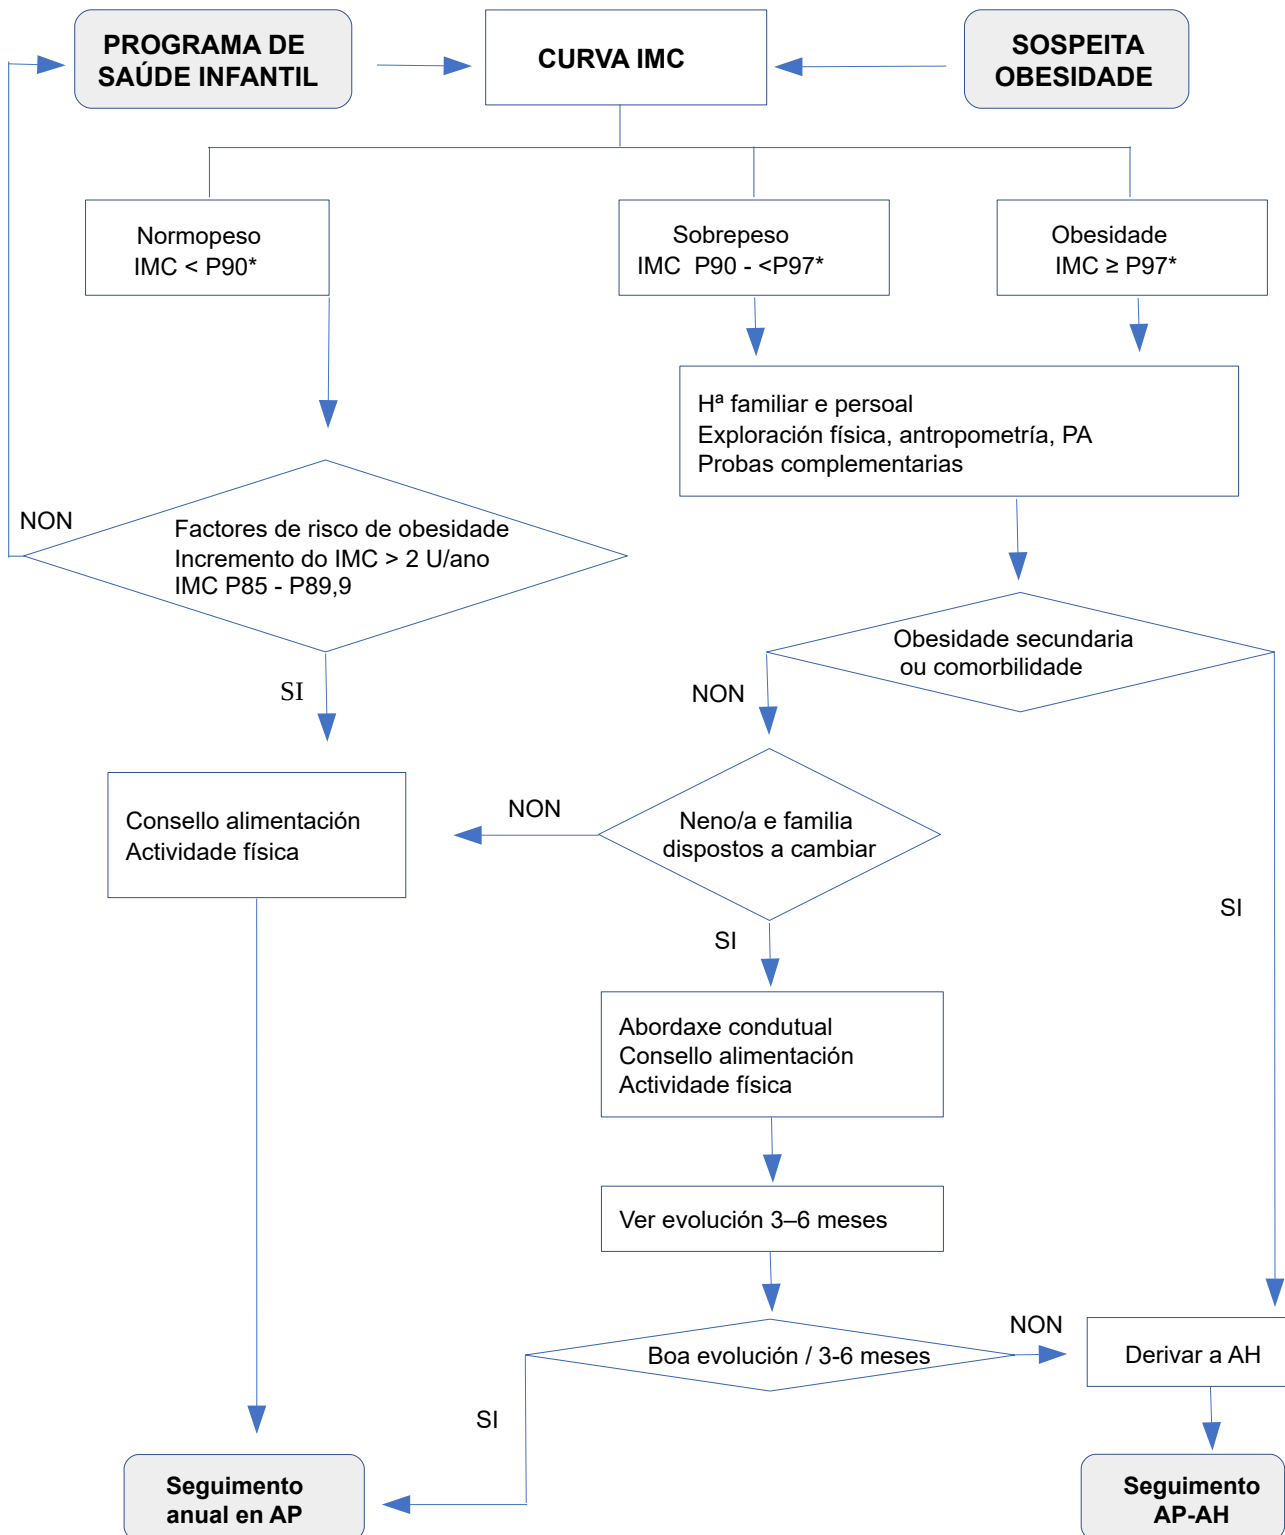 PROGRAMA DE
SAÚDE INFANTIL
CURVA IMC
SOSPEITA
OBESIDADE
Normopeso
IMC < P90*
Sobrepeso
IMC P90 - <P97*
Obesidade
IMC ≥ P97*
Hª familiar e persoal
Exploración física, antropometría, PA
Probas complementarias
NON
Factores de risco de obesidade
Incremento do IMC > 2 U/ano
IMC P85 - P89,9
Obesidade secundaria
ou comorbilidade
SI
NON
Consello alimentación
Actividade física
NON
Neno/a e familia
dispostos a cambiar
SI
SI
Abordaxe condutual
Consello alimentación
Actividade física
Ver evolución 3–6 meses
Boa evolución / 3-6 meses
NON
Derivar a AH
SI
Seguimento
anual en AP
Seguimento
AP-AH